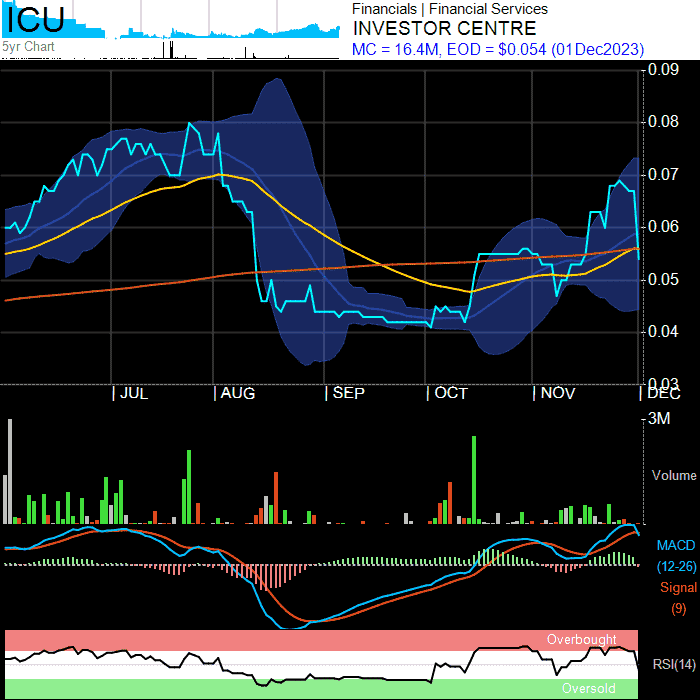 ICU
5yr Chart
Financials | Financial Services
INVESTOR CENTRE
MC = 16.4M, EOD = $0.054 (01Dec2023)
0.09
0.08
0.07
0.06
0.05
0.04
0.03
JUL AUG SEP OCT NOV DEC
3M
Volume
MACD
(12-26)
Signal
(9)
Overbought
RSI(14)
Oversold